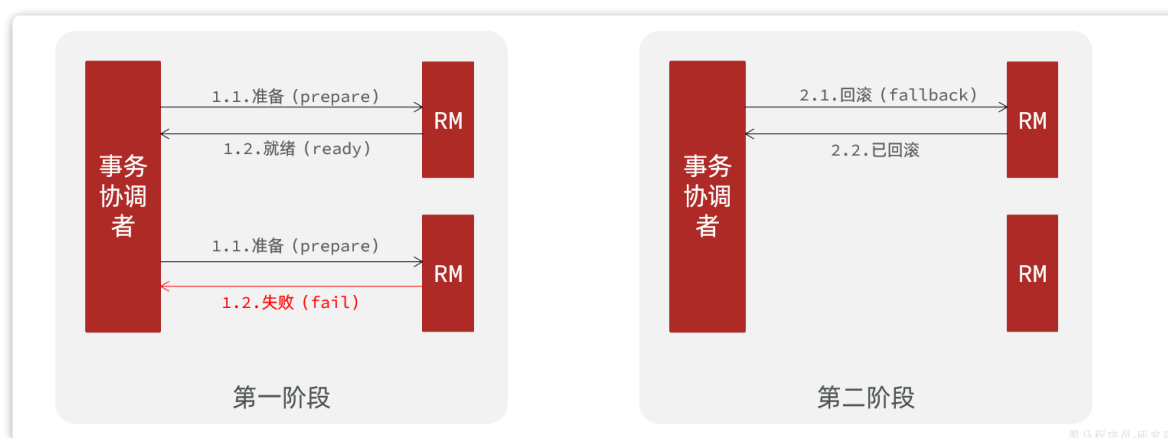 1.1.准备（prepare）
RM
1.2.就绪（ready）
事务
协调
者
1.1.准备（prepare）
RM
1.2.失败（fail）
第一阶段
2.1.回滚（fallback）
RM
2.2.已回滚
事务
协调
者
RM
第二阶段